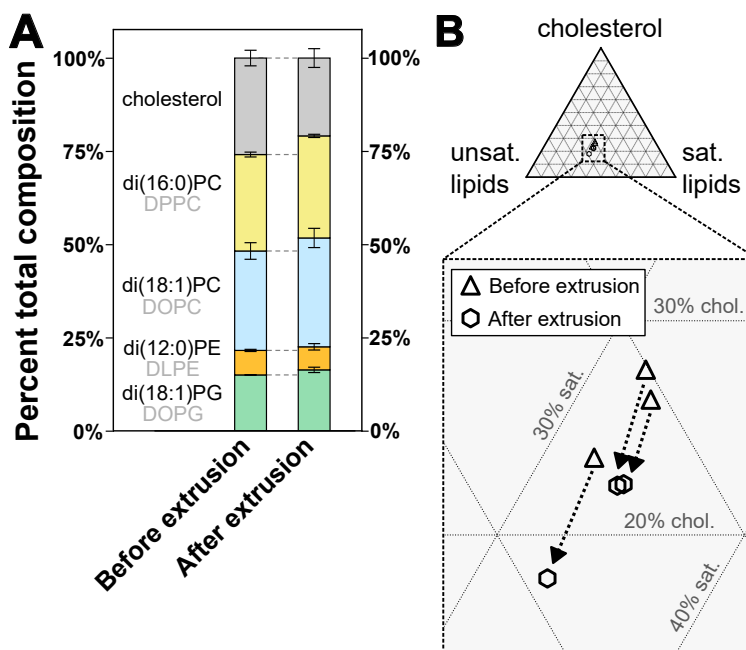 A
Percent total composition
100%
75%
50%
25%
0%
cholesterol
di(16:0)PC
DPPC
di(18:1)PC
DOPC
di(12:0)PE
DLPE
di(18:1)PG
DOPG
100%
75%
50%
25%
0%
Before extrusion
After extrusion
B
cholesterol
unsat.
lipids
sat.
lipids
Before extrusion
After extrusion
30% chol.
30% sat.
20% chol.
40% sat.